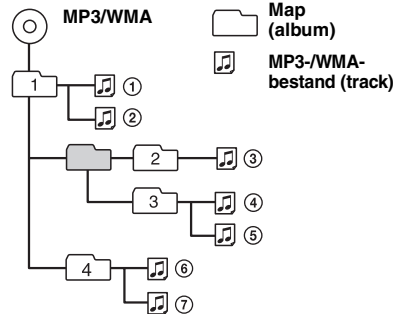 MP3/WMA
Map
(album)
MP3-/WMA-
bestand (track)
1
①
②
2
③
3
④
⑤
4
⑥
⑦